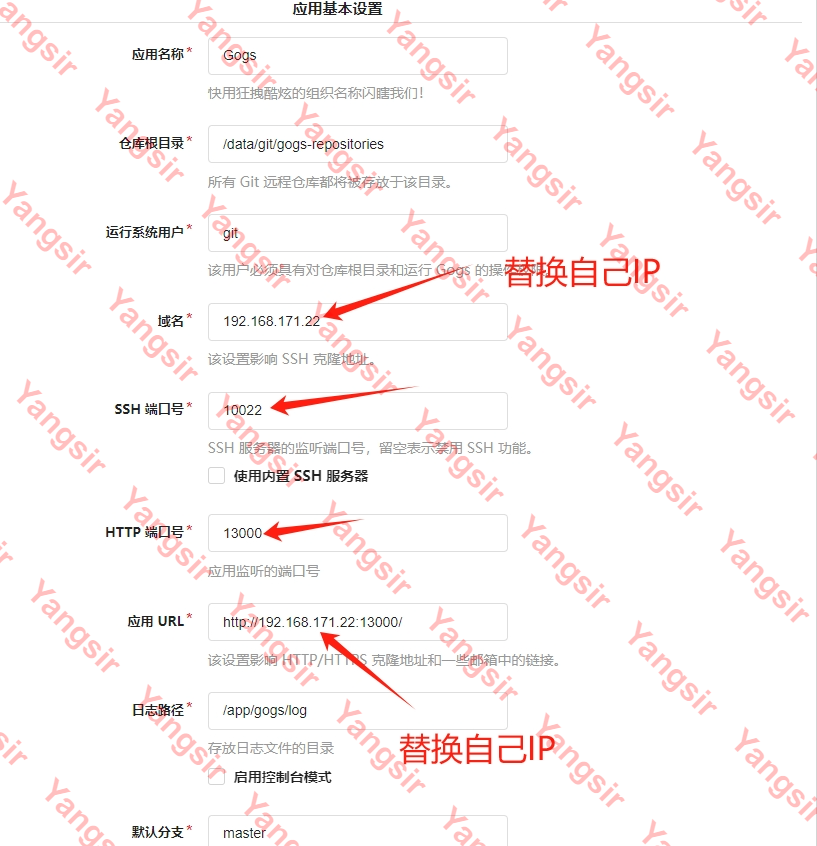 应用基本设置
应用名称*
Gogs
快用狂拽酷炫的组织名称闪瞎我们!
仓库根目录*
/data/git/gogs-repositories
所有 Git 远程仓库都将被存放于该目录。
运行系统用户*
git
该用户必须具有对仓库根目录和运行 Gogs 的操作权限。
替换自己IP
域名*
192.168.171.22
该设置影响 SSH 克隆地址。
SSH 端口号*
10022
SSH 服务器的监听端口号，留空表示禁用 SSH 功能。
使用内置 SSH 服务器
HTTP 端口号*
13000
应用监听的端口号
应用 URL*
http://192.168.171.22:13000/
该设置影响 HTTP/HTTPS 克隆地址和一些邮箱中的链接。
日志路径*
/app/gogs/log
存放日志文件的目录
替换自己IP
启用控制台模式
默认分支*
master
Yangsir